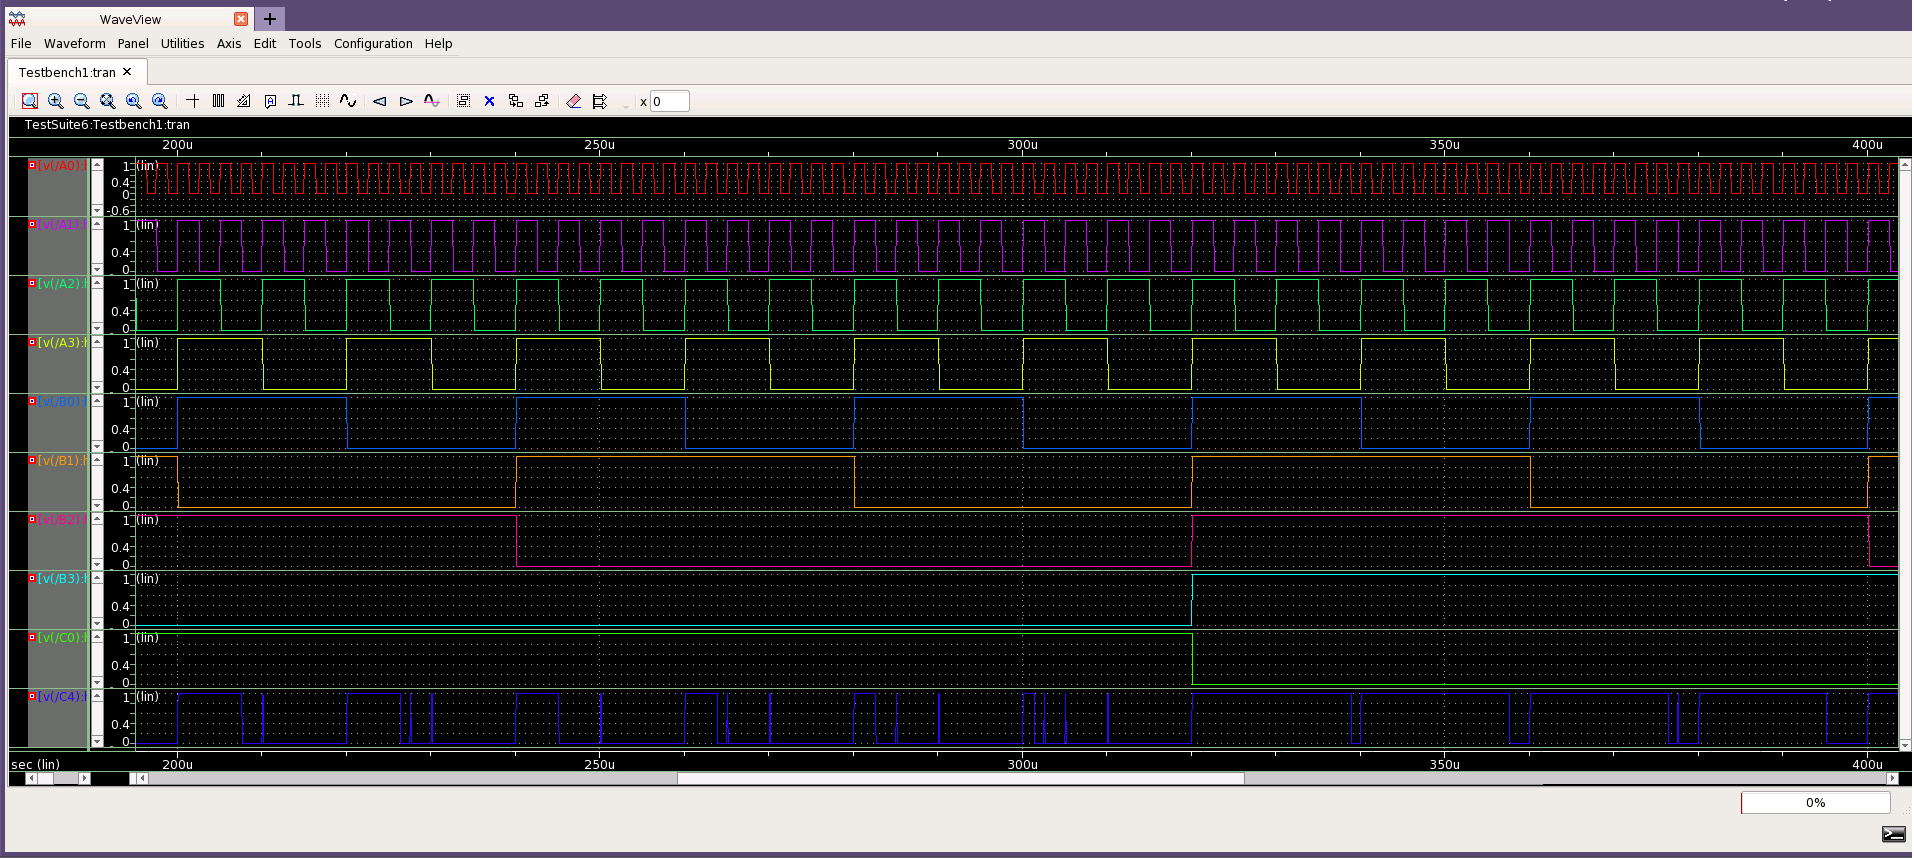 WaveView
File Waveform Panel Utilities Axis Edit Tools Configuration Help
Testbench1:tran
x 0
TestSuite6:Testbench1:tran
200u 250u 300u 350u 400u
[v(/A0): 1 (lin)
0.4
0
-0.6
1 (lin)
0.4
0
[v(/A2): 1 (lin)
0.4
0
[v(/A3): 1 (lin)
0.4
0
[v(/B0): 1 (lin)
0.4
0
[v(/B1): 1 (lin)
0.4
0
[v(/B2): 1 (lin)
0.4
0
[v(/B3): 1 (lin)
0.4
0
[v(/C0): 1 (lin)
0.4
0
[v(/C4): 1 (lin)
0.4
0
sec (lin) 200u 250u 300u 350u 400u
0%